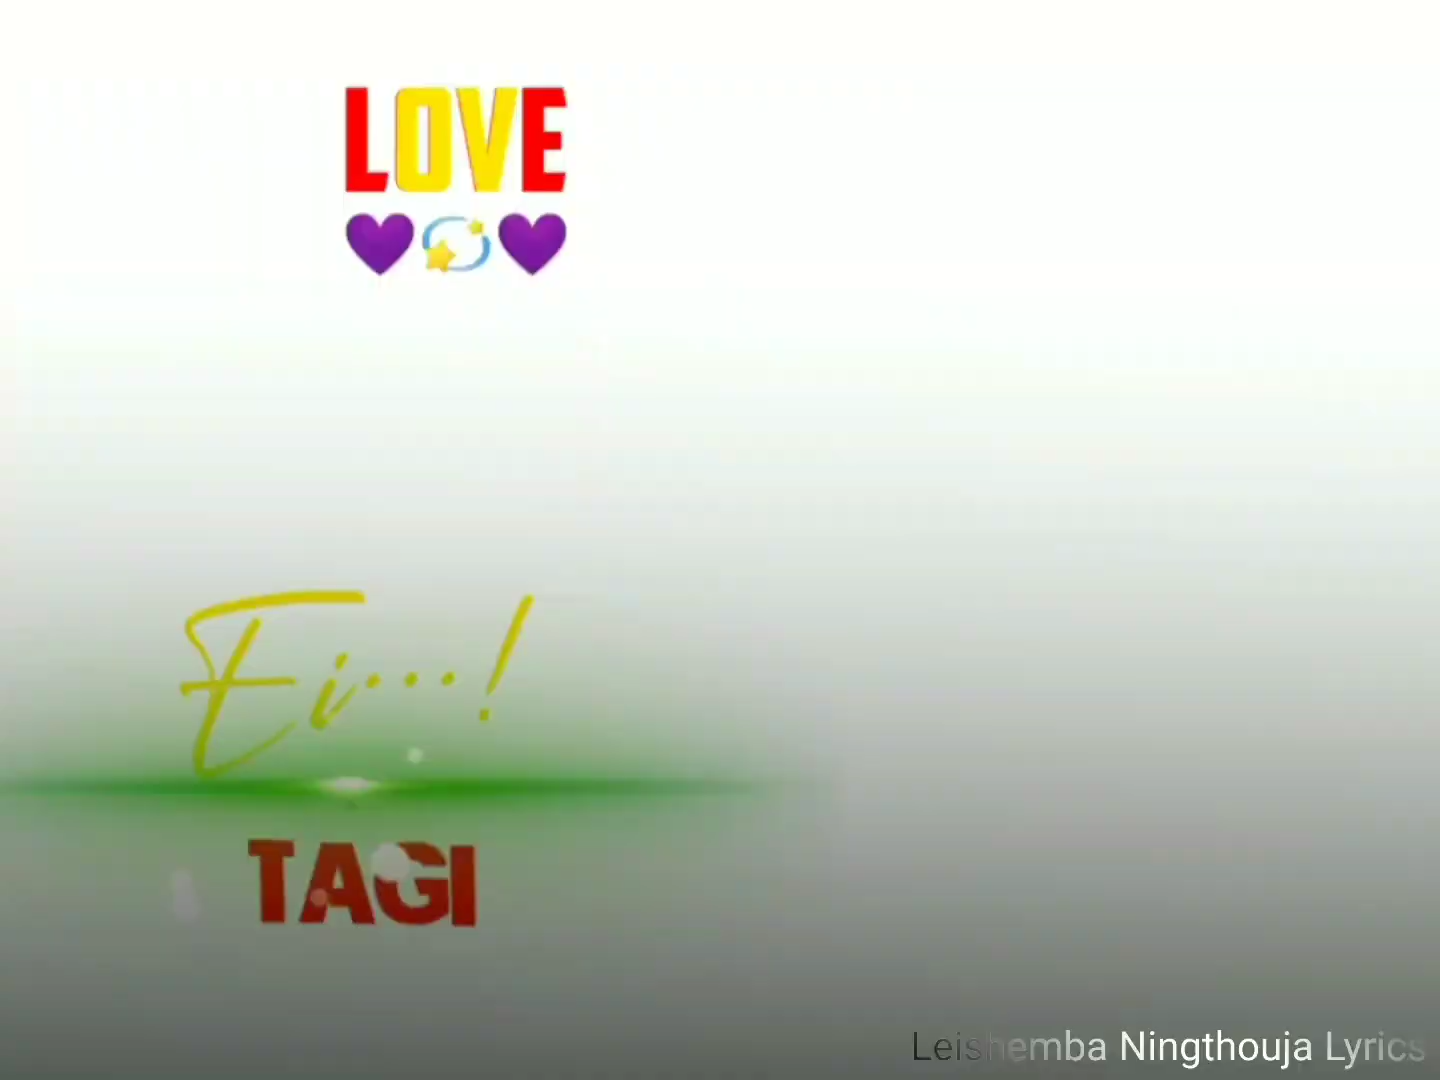 LOVE
💜💫💜
Ei...!
TAGI
Leishemba Ningthouja Lyrics